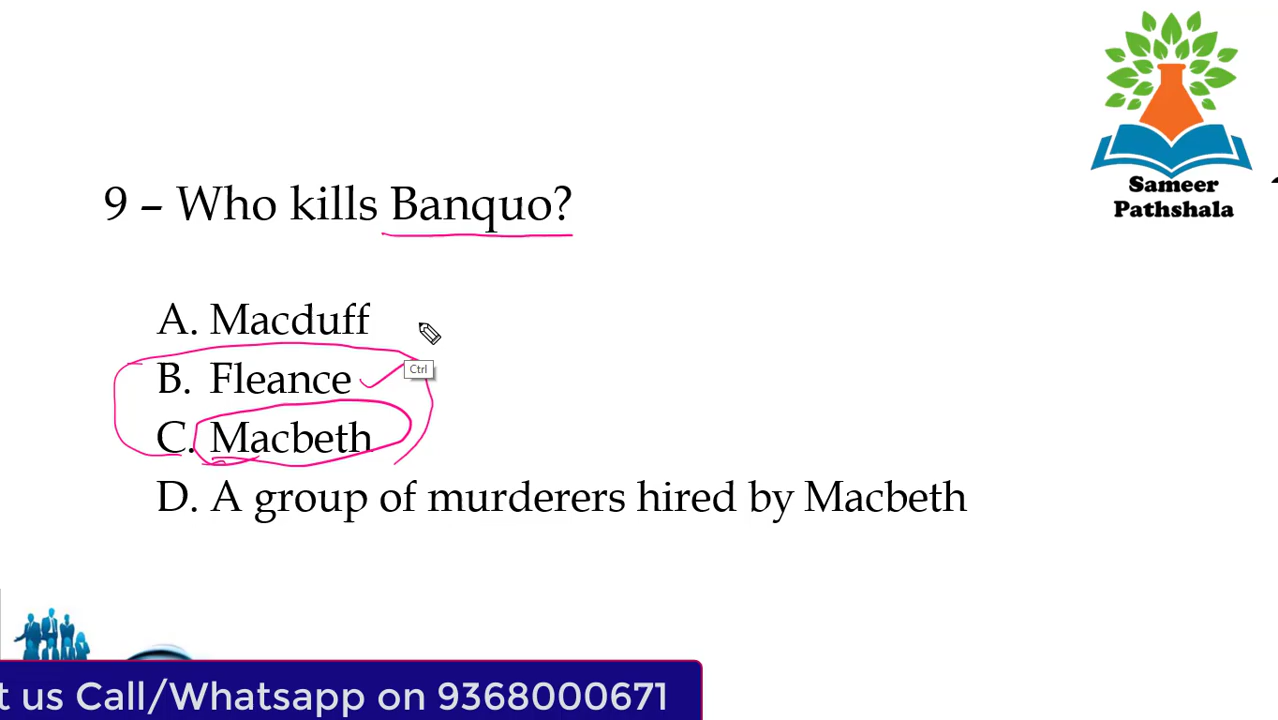 Sameer
Pathshala
9 – Who kills Banquo?
A. Macduff
B. Fleance
Ctrl
C. Macbeth
D. A group of murderers hired by Macbeth
t us Call/Whatsapp on 9368000671